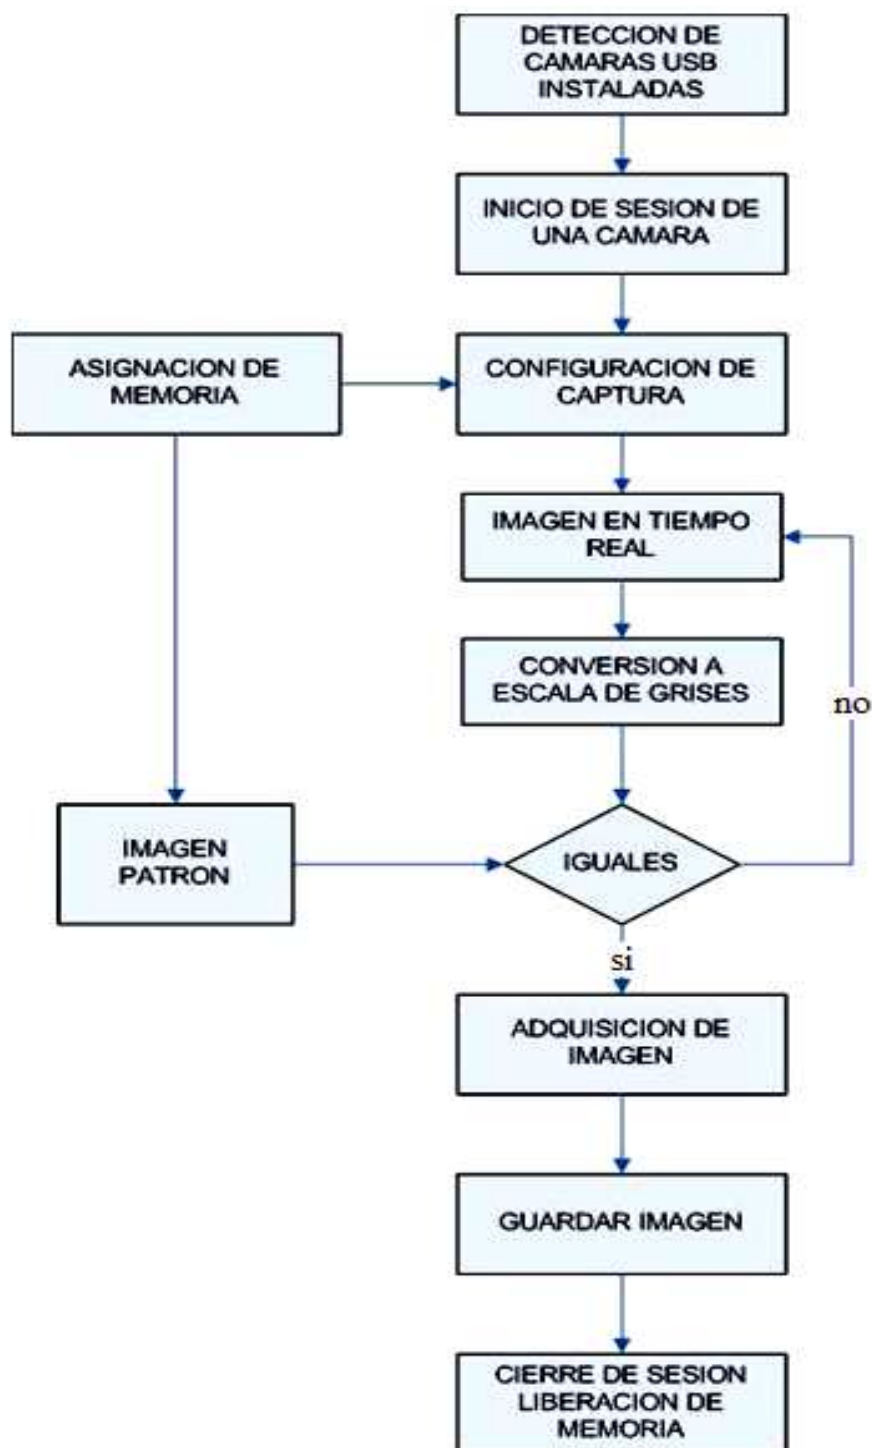 DETECCION DE
CAMARAS USB
INSTALADAS
INICIO DE SESION DE
UNA CAMARA
ASIGNACION DE
MEMORIA
CONFIGURACION DE
CAPTURA
IMAGEN EN TIEMPO
REAL
CONVERSION A
ESCALA DE GRISES
no
IMAGEN
PATRON
IGUALES
si
ADQUISICION DE
IMAGEN
GUARDAR IMAGEN
CIERRE DE SESION
LIBERACION DE
MEMORIA